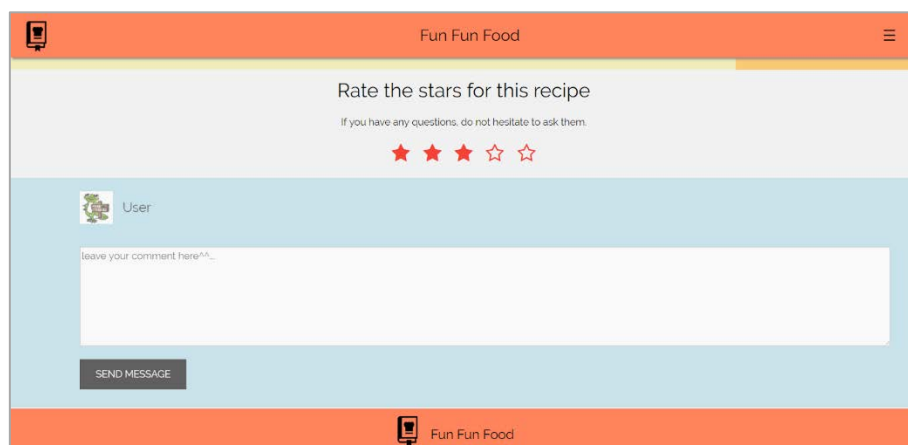 Fun Fun Food
Rate the stars for this recipe
If you have any questions, do not hesitate to ask them.
User
leave your comment here^^...
SEND MESSAGE
Fun Fun Food